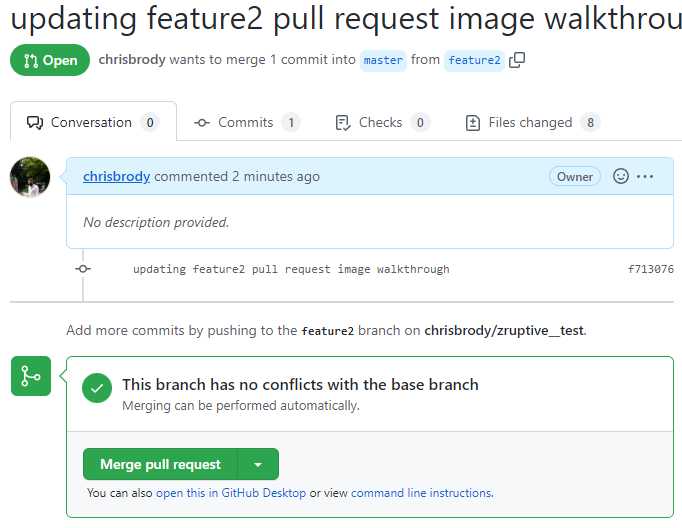 updating feature2 pull request image walkthrou
Open chrisbrody wants to merge 1 commit into master from feature2
Conversation 0 Commits 1 Checks 0 Files changed 8
chrisbrody commented 2 minutes ago Owner
No description provided.
updating feature2 pull request image walkthrough f713076
Add more commits by pushing to the feature2 branch on chrisbrody/zruptive__test.
This branch has no conflicts with the base branch
Merging can be performed automatically.
Merge pull request
You can also open this in GitHub Desktop or view command line instructions.